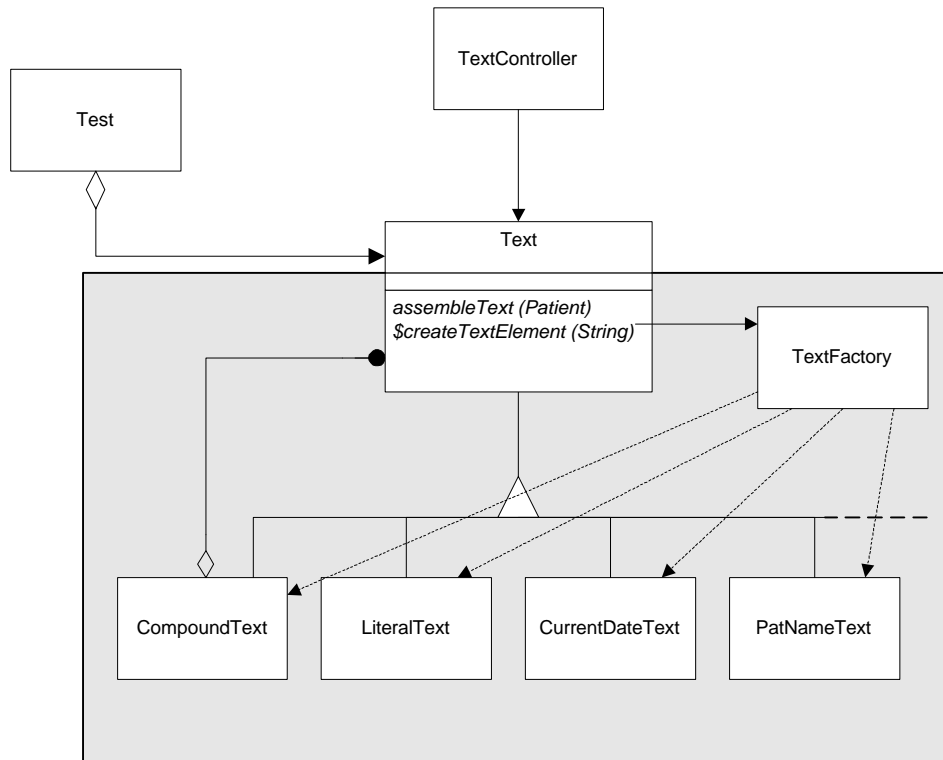 TextController
Test
Text
assembleText (Patient)
$createTextElement (String)
TextFactory
CompoundText
LiteralText
CurrentDateText
PatNameText